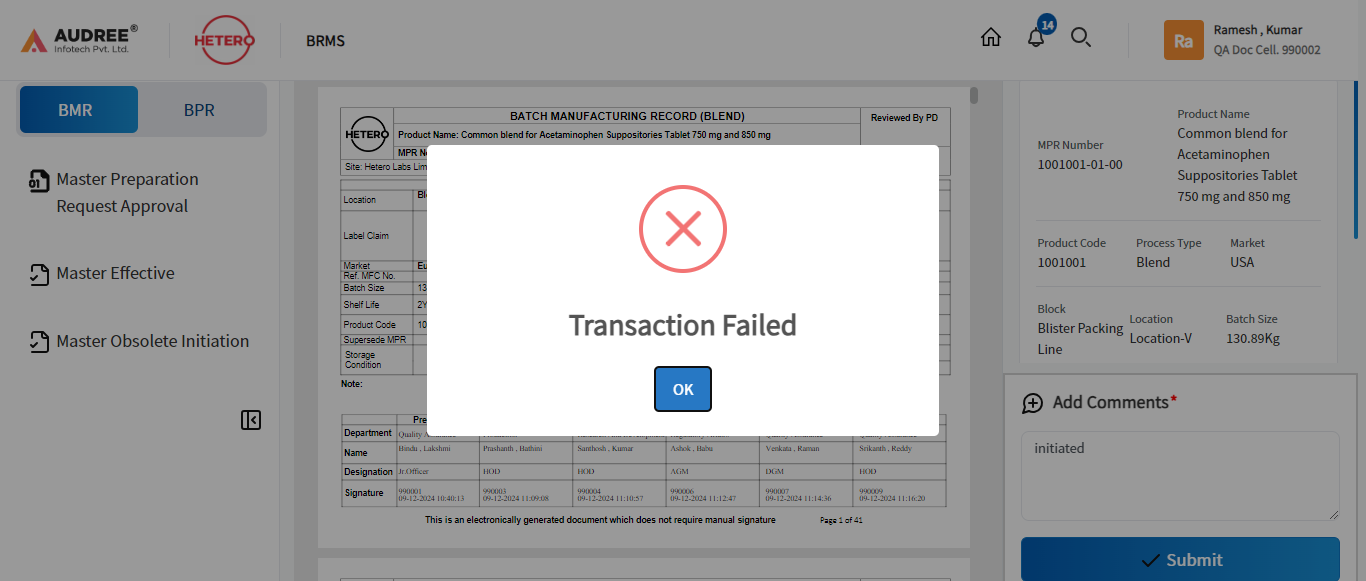 AUDREE®
Infotech Pvt. Ltd.
HETERO
BRMS
14
Ra
Ramesh , Kumar
QA Doc Cell. 990002
BMR
BPR
01
Master Preparation
Request Approval
Master Effective
Master Obsolete Initiation
HETERO
BATCH MANUFACTURING RECORD (BLEND)
Reviewed By PD
Product Name: Common blend for Acetaminophen Suppositories Tablet 750 mg and 850 mg
MPR
Site: Hetero Labs
Location
Label Claim
Market
Ref. MFC No.
Batch Size
13
Shelf Life
2Y
Product Code
10
Supersede MPR
Storage
Condition
Note:
Transaction Failed
OK
Department
Quality
Name
Bindu , Lakshmi
Prashanth , Bathini
Santhosh , Kumar
Ashok , Babu
Venkata , Raman
Srikanth , Reddy
Designation
Jr.Officer
HOD
HOD
AGM
DGM
HOD
Signature
990001
09-12-2024 10:40:13
990003
09-12-2024 11:09:08
990004
09-12-2024 11:10:57
990006
09-12-2024 11:12:47
990007
09-12-2024 11:14:36
990009
09-12-2024 11:16:20
This is an electronically generated document which does not require manual signature
Page 1 of 41
MPR Number
1001001-01-00
Product Name
Common blend for
Acetaminophen
Suppositories Tablet
750 mg and 850 mg
Product Code
1001001
Process Type
Blend
Market
USA
Block
Blister Packing
Line
Location
Location-V
Batch Size
130.89Kg
Add Comments*
initiated
Submit